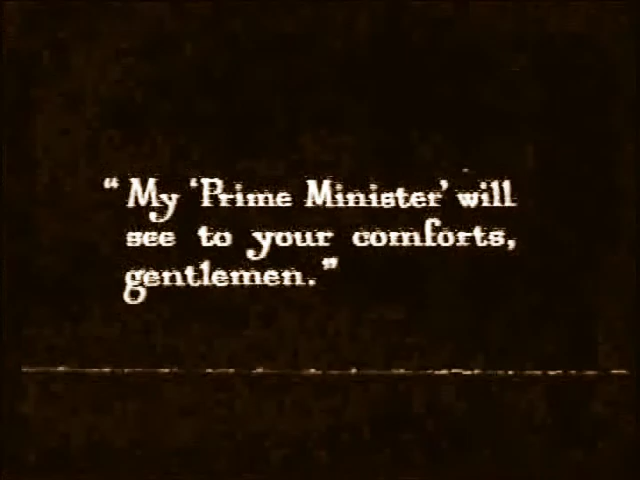 “My ‘Prime Minister’ will
see to your comforts,
gentlemen.”